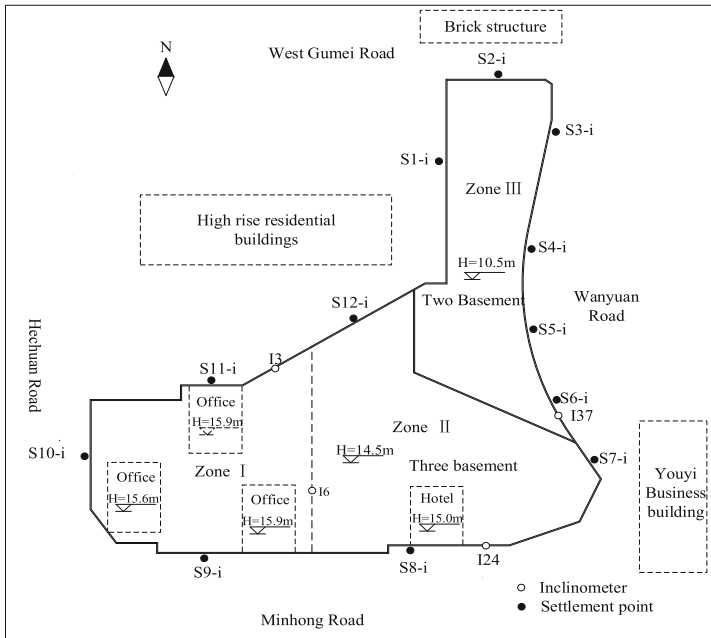 Brick structure
West Gumei Road
N
S2-i
S3-i
S1-i
Zone III
High rise residential
buildings
S4-i
H=10.5m
Two Basement
Wanyuan
Road
S12-i
S5-i
Hechuan Road
I3
S11-i
S6-i
I37
Office
H=15.9m
Zone II
H=14.5m
S10-i
Zone I
Three basement
S7-i
Office
H=15.6m
Office
H=15.9m
I6
Hotel
H=15.0m
Youyi
Business
building
S9-i
S8-i
I24
Inclinometer
Settlement point
Minhong Road